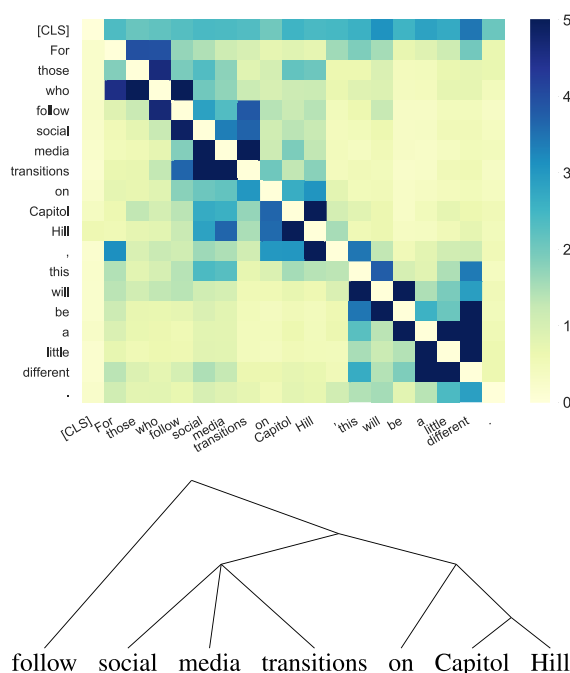 [CLS]
For
those
who
follow
social
media
transitions
on
Capitol
Hill
,
this
will
be
a
little
different
.
5
4
3
2
1
0
[CLS] For those who follow social media transitions on Capitol Hill , this will be a little different .
follow social media transitions on Capitol Hill